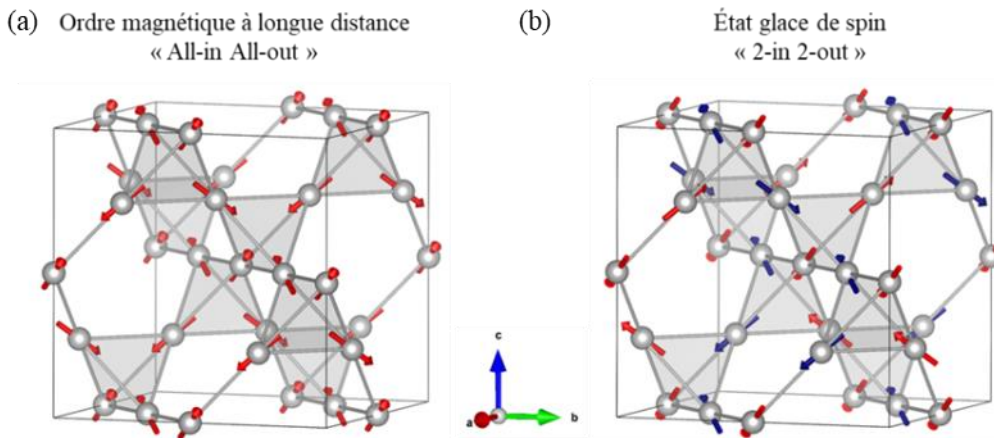 (a) Ordre magnétique à longue distance
« All-in All-out »
(b) État glace de spin
« 2-in 2-out »
c
a
b